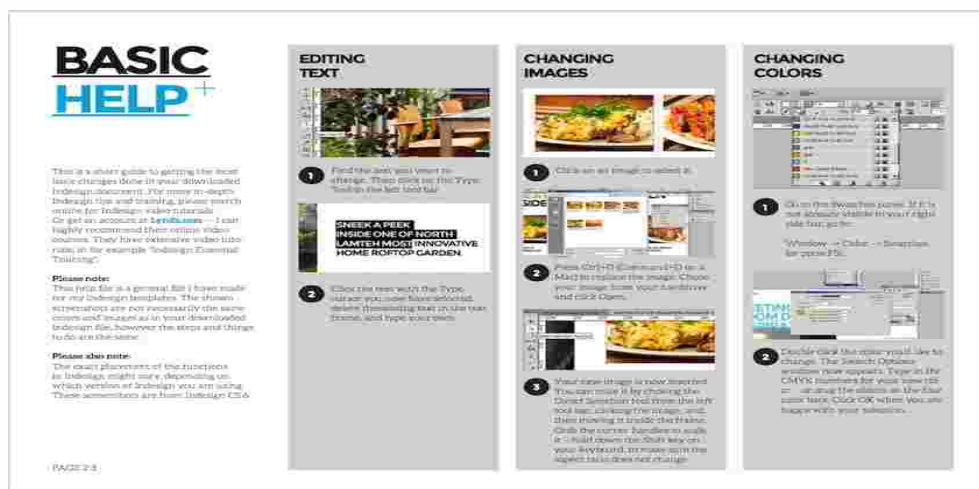 BASIC
HELP
This is a short guide to getting the most
basic changes done in your downloaded
Indesign document. For more in-depth
Indesign tips and training, please search
online for Indesign video tutorials.
Or get an account at Lynda.com — I can
highly recommend their online video
courses. They have extensive video tuto-
rials, in for example "Indesign Essential
Training".
Please note:
This help file is a general file I have made
for my Indesign templates. The shown
screenshots are not necessarily the same
colors and images as in your downloaded
Indesign file, however the steps and things
to do are the same.
Please also note:
The exact placement of the functions
in Indesign might vary, depending on
which version of Indesign you are using.
These screenshots are from Indesign CS6
PAGE 2-3
EDITING
TEXT
1
Find the text you want to
change. Then click on the Type
Tool in the left tool bar.
SNEEK A PEEK
INSIDE ONE OF NORTH
LAMTEH MOST INNOVATIVE
HOME ROFTOP GARDEN.
2
Click the text with the Type
cursor you now have selected,
delete the existing text in the text
frame, and type your own.
CHANGING
IMAGES
1
Click on an image to select it.
2
Press Ctrl+D (Command+D on a
Mac) to replace the image. Choose
your image from your harddrive
and click Open.
3
Your new image is now inserted.
You can move it by clicking the
Direct Selection tool from the left
tool bar, clicking the image, and
then moving it inside the frame.
Grab the corner handles to scale
it - hold down the Shift key on
your keyboard, to make sure the
aspect ratio does not change.
CHANGING
COLORS
1
Go to the Swatches panel. If it is
not already visible in your right
side bar, go to:
Window -> Color -> Swatches
(or press F5).
2
Double click the color you'd like to
change. The Swatch Options
window now appears. Type in the
CMYK numbers for your new color
or drag the sliders on the four
color bars. Click OK when you are
happy with your selection.